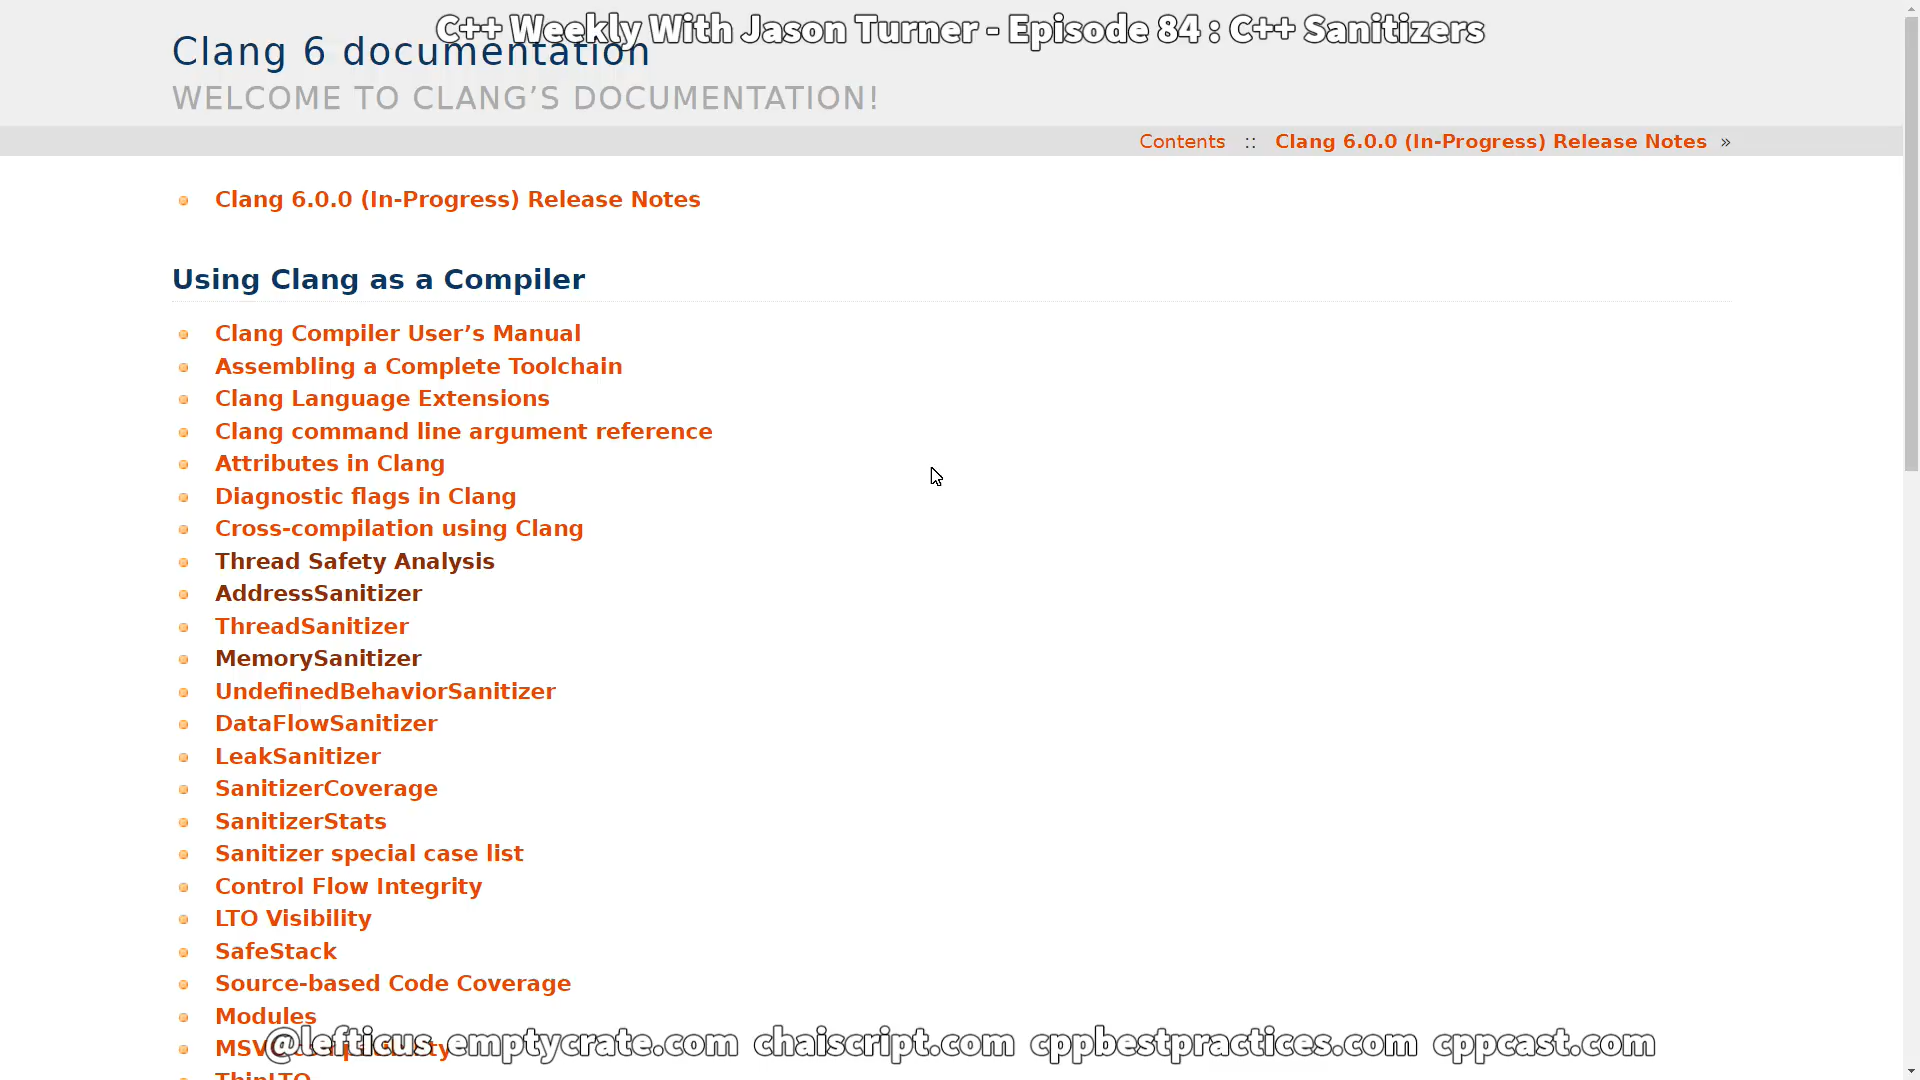 C++ Weekly With Jason Turner - Episode 84 : C++ Sanitizers
Clang 6 documentation
WELCOME TO CLANG’S DOCUMENTATION!
Contents :: Clang 6.0.0 (In-Progress) Release Notes »
Clang 6.0.0 (In-Progress) Release Notes
Using Clang as a Compiler
Clang Compiler User’s Manual
Assembling a Complete Toolchain
Clang Language Extensions
Clang command line argument reference
Attributes in Clang
Diagnostic flags in Clang
Cross-compilation using Clang
Thread Safety Analysis
AddressSanitizer
ThreadSanitizer
MemorySanitizer
UndefinedBehaviorSanitizer
DataFlowSanitizer
LeakSanitizer
SanitizerCoverage
SanitizerStats
Sanitizer special case list
Control Flow Integrity
LTO Visibility
SafeStack
Source-based Code Coverage
Modules
@lefticus emptycrate.com chaiscript.com cppbestpractices.com cppcast.com
ThinLTO